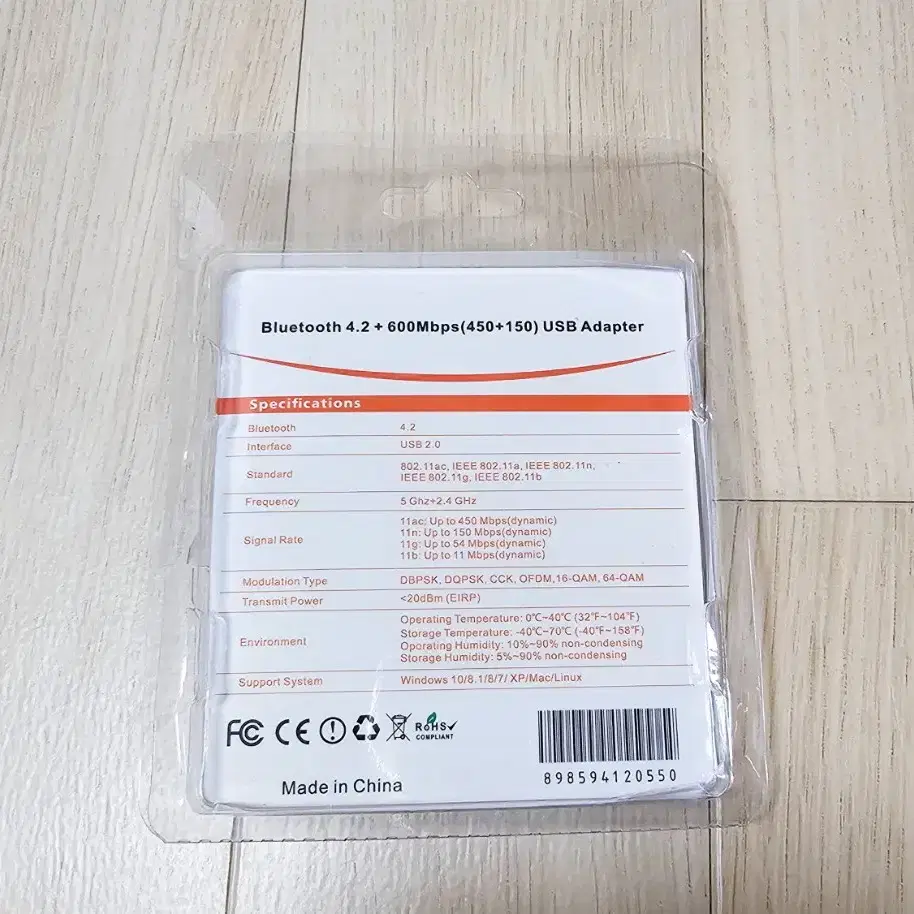 Bluetooth 4.2 + 600Mbps(450+150) USB Adapter
Specifications
Bluetooth 4.2
Interface USB 2.0
Standard 802.11ac, IEEE 802.11a, IEEE 802.11n,
IEEE 802.11g, IEEE 802.11b
Frequency 5 Ghz+2.4 GHz
Signal Rate 11ac: Up to 450 Mbps(dynamic)
11n: Up to 150 Mbps(dynamic)
11g: Up to 54 Mbps(dynamic)
11b: Up to 11 Mbps(dynamic)
Modulation Type DBPSK, DQPSK, CCK, OFDM,16-QAM, 64-QAM
Transmit Power <20dBm (EIRP)
Environment Operating Temperature: 0℃~40℃ (32℉~104℉)
Storage Temperature: -40℃~70℃ (-40℉~158℉)
Operating Humidity: 10%~90% non-condensing
Storage Humidity: 5%~90% non-condensing
Support System Windows 10/8.1/8/7/ XP/Mac/Linux
FC CE RoHS
COMPLIANT
Made in China
898594120550